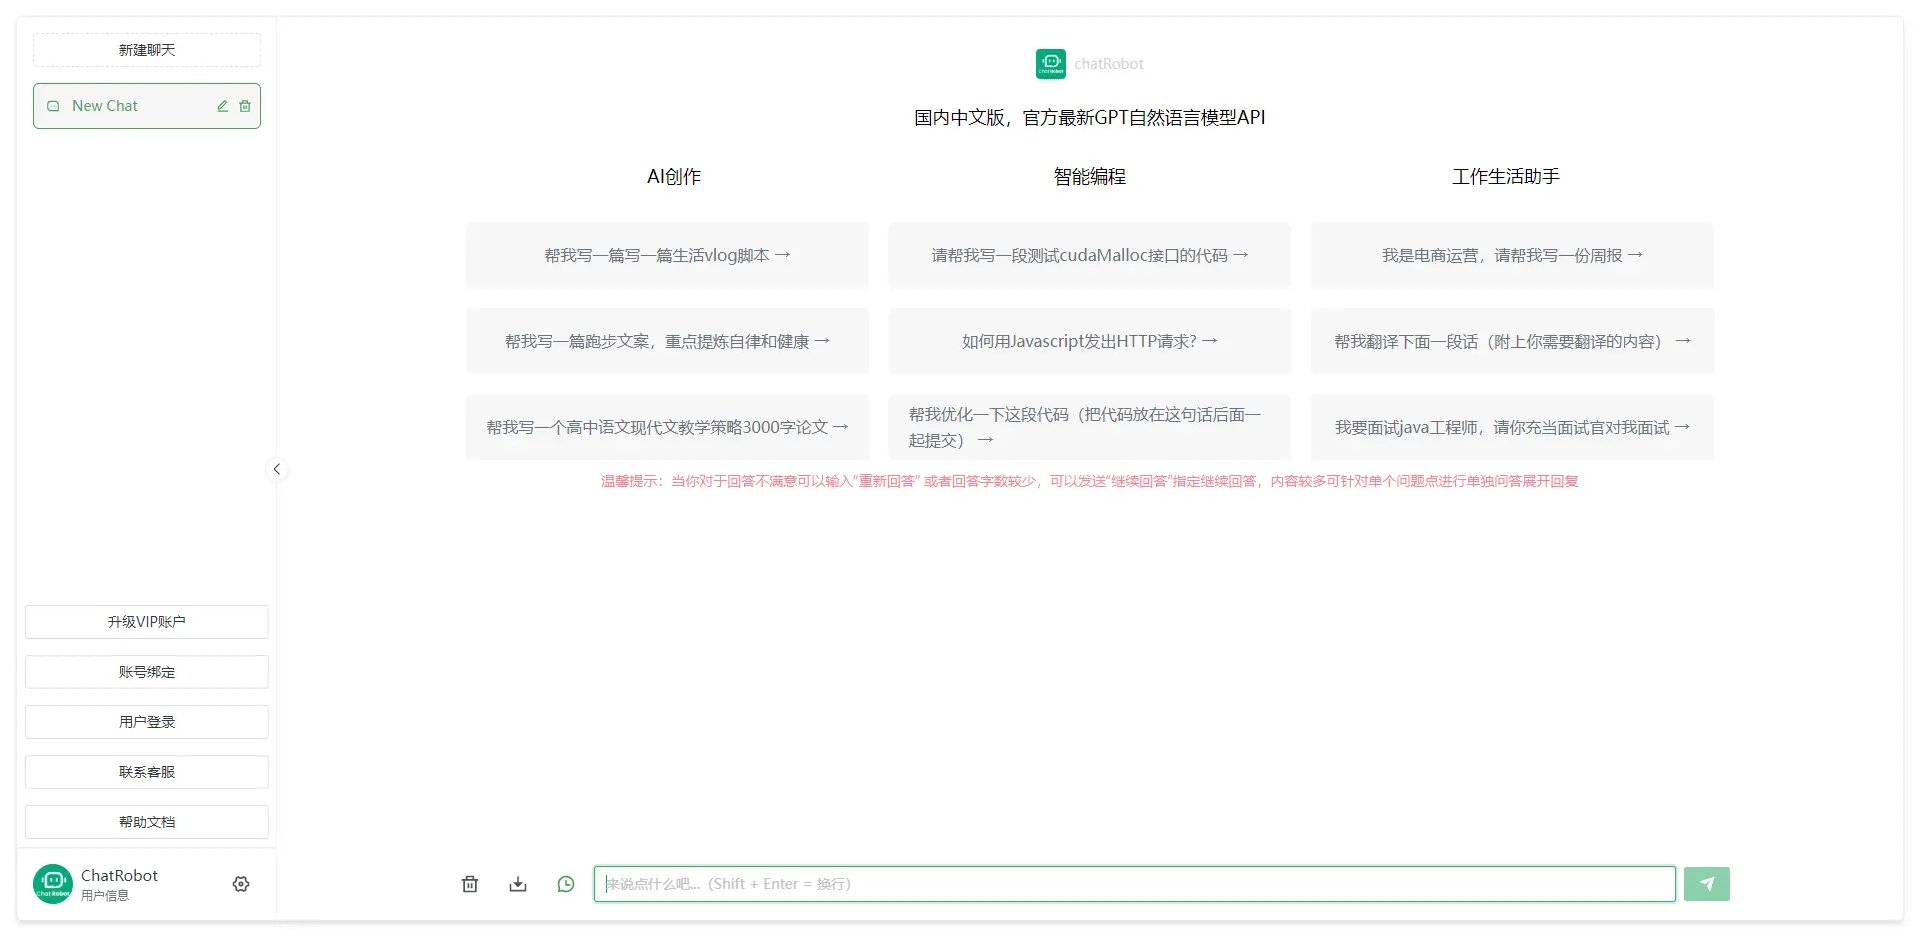 新建聊天
New Chat
升级VIP账户
账号绑定
用户登录
联系客服
帮助文档
ChatRobot
ChatRobot
用户信息
ChatRobot
chatRobot
国内中文版，官方最新GPT自然语言模型API
AI创作
帮我写一篇写一篇生活vlog脚本 →
帮我写一篇跑步文案，重点提炼自律和健康 →
帮我写一个高中语文现代文教学策略3000字论文 →
智能编程
请帮我写一段测试cudaMalloc接口的代码 →
如何用Javascript发出HTTP请求? →
帮我优化一下这段代码（把代码放在这句话后面一
起提交） →
工作生活助手
我是电商运营，请帮我写一份周报 →
帮我翻译下面一段话（附上你需要翻译的内容） →
我要面试java工程师，请你充当面试官对我面试 →
温馨提示：当你对于回答不满意可以输入“重新回答” 或者回答字数较少，可以发送“继续回答”指定继续回答，内容较多可针对单个问题点进行单独问答展开回复
来说点什么吧...（Shift + Enter = 换行）